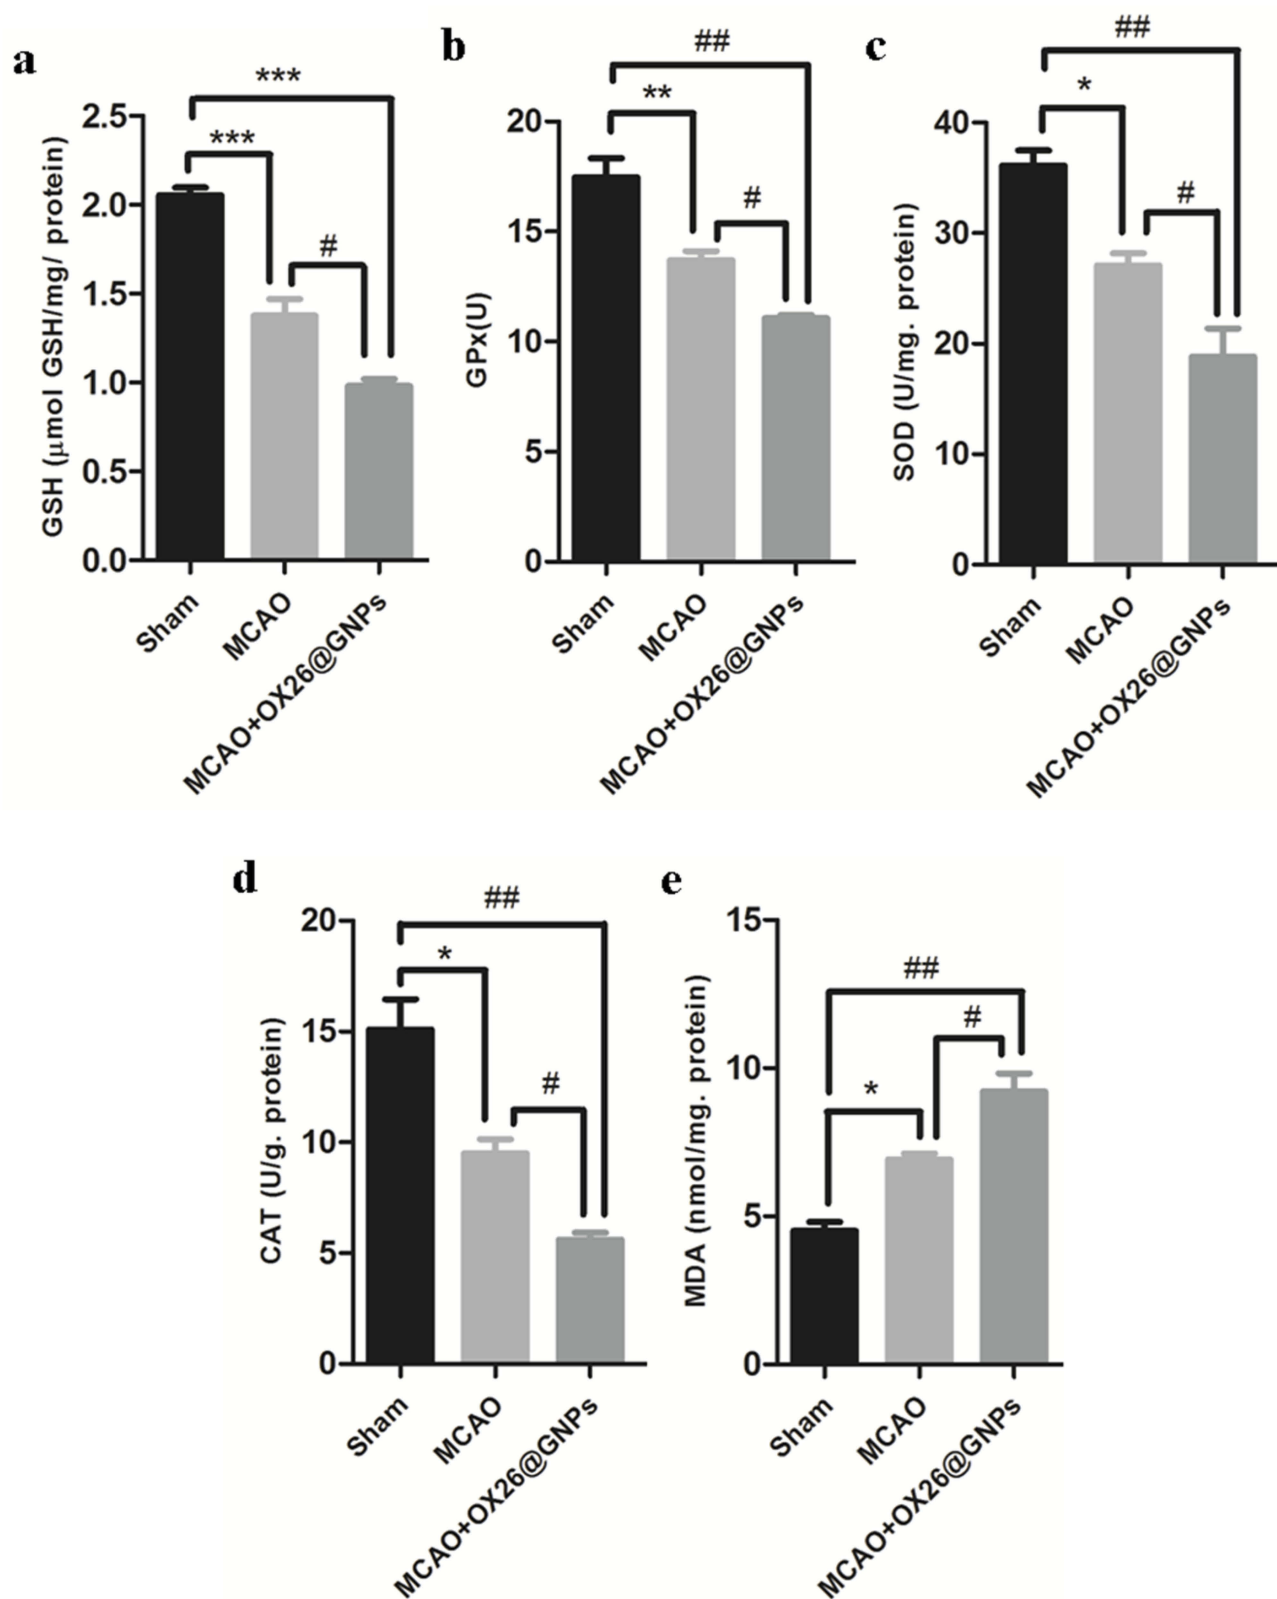 a
***
***
#
2.5
2.0
1.5
1.0
0.5
0.0
GSH (μmol GSH/mg/ protein)
Sham
MCAO
MCAO+OX26@GNPs
b
##
**
#
20
15
10
5
0
GPx(U)
Sham
MCAO
MCAO+OX26@GNPs
c
##
*
#
40
30
20
10
0
SOD (U/mg. protein)
Sham
MCAO
MCAO+OX26@GNPs
d
##
*
#
20
15
10
5
0
CAT (U/g. protein)
Sham
MCAO
MCAO+OX26@GNPs
e
##
#
*
15
10
5
0
MDA (nmol/mg. protein)
Sham
MCAO
MCAO+OX26@GNPs